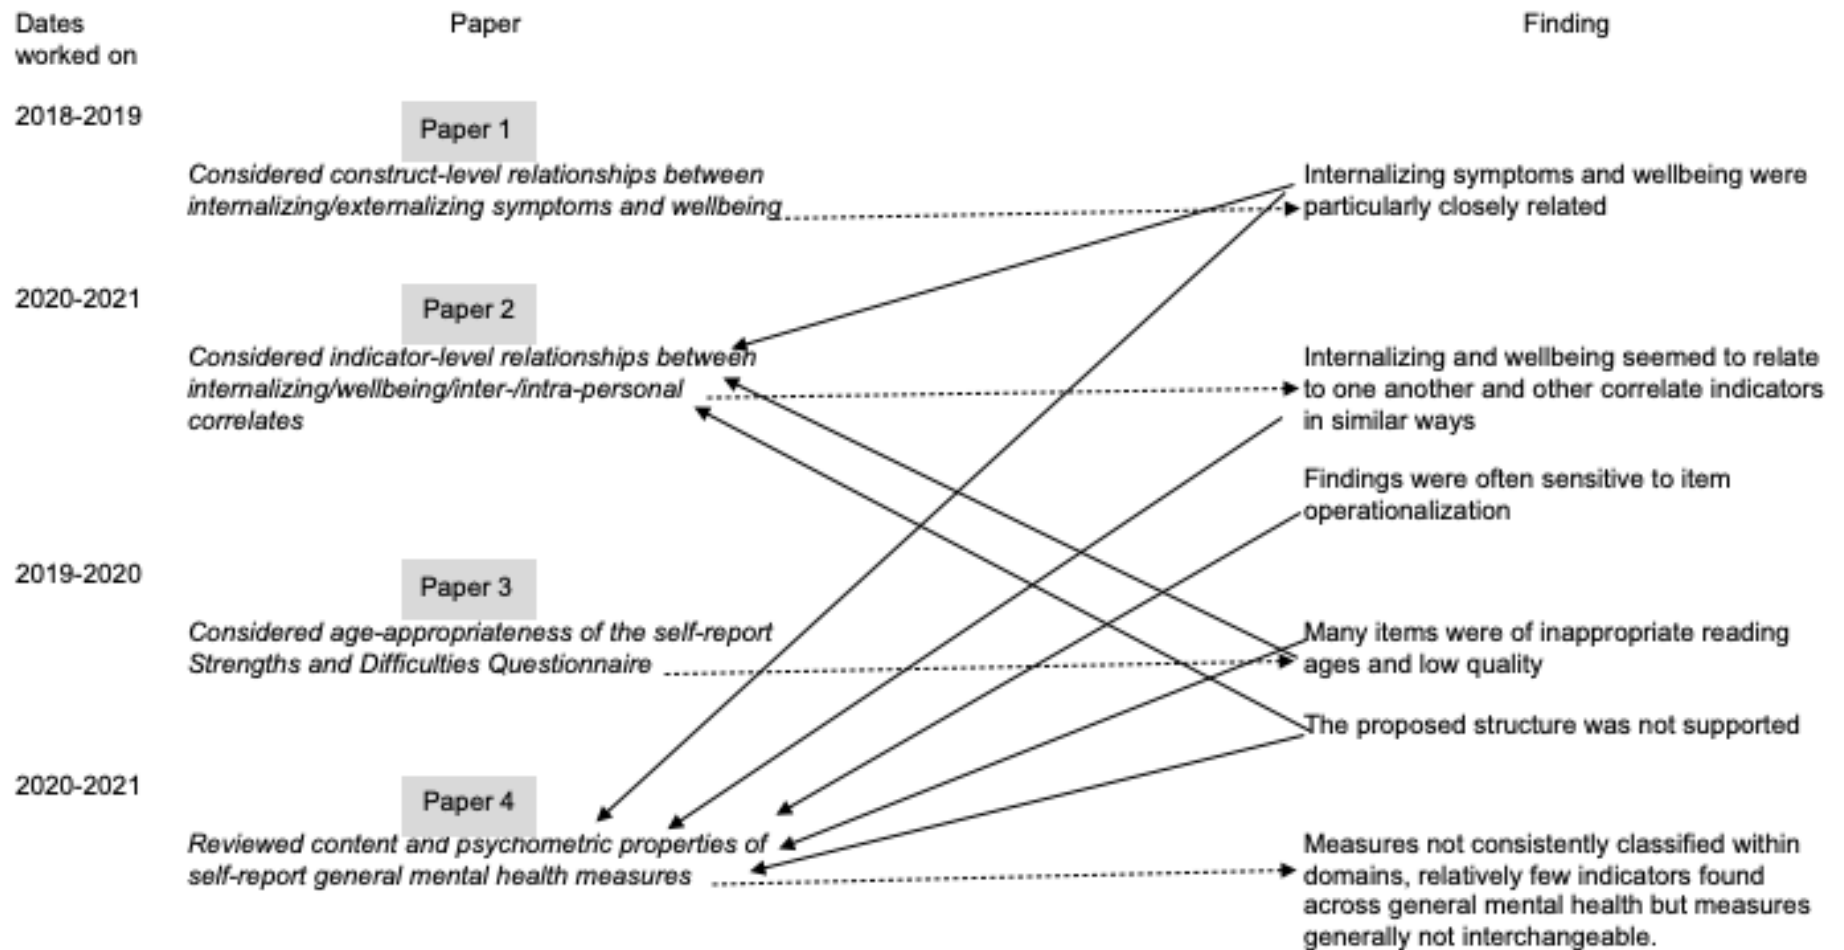 Dates
worked on
Paper
Finding
2018-2019
Paper 1
Considered construct-level relationships between
internalizing/externalizing symptoms and wellbeing
Internalizing symptoms and wellbeing were
particularly closely related
2020-2021
Paper 2
Considered indicator-level relationships between
internalizing/wellbeing/inter-/intra-personal
correlates
Internalizing and wellbeing seemed to relate
to one another and other correlate indicators
in similar ways
Findings were often sensitive to item
operationalization
2019-2020
Paper 3
Considered age-appropriateness of the self-report
Strengths and Difficulties Questionnaire
Many items were of inappropriate reading
ages and low quality
The proposed structure was not supported
2020-2021
Paper 4
Reviewed content and psychometric properties of
self-report general mental health measures
Measures not consistently classified within
domains, relatively few indicators found
across general mental health but measures
generally not interchangeable.